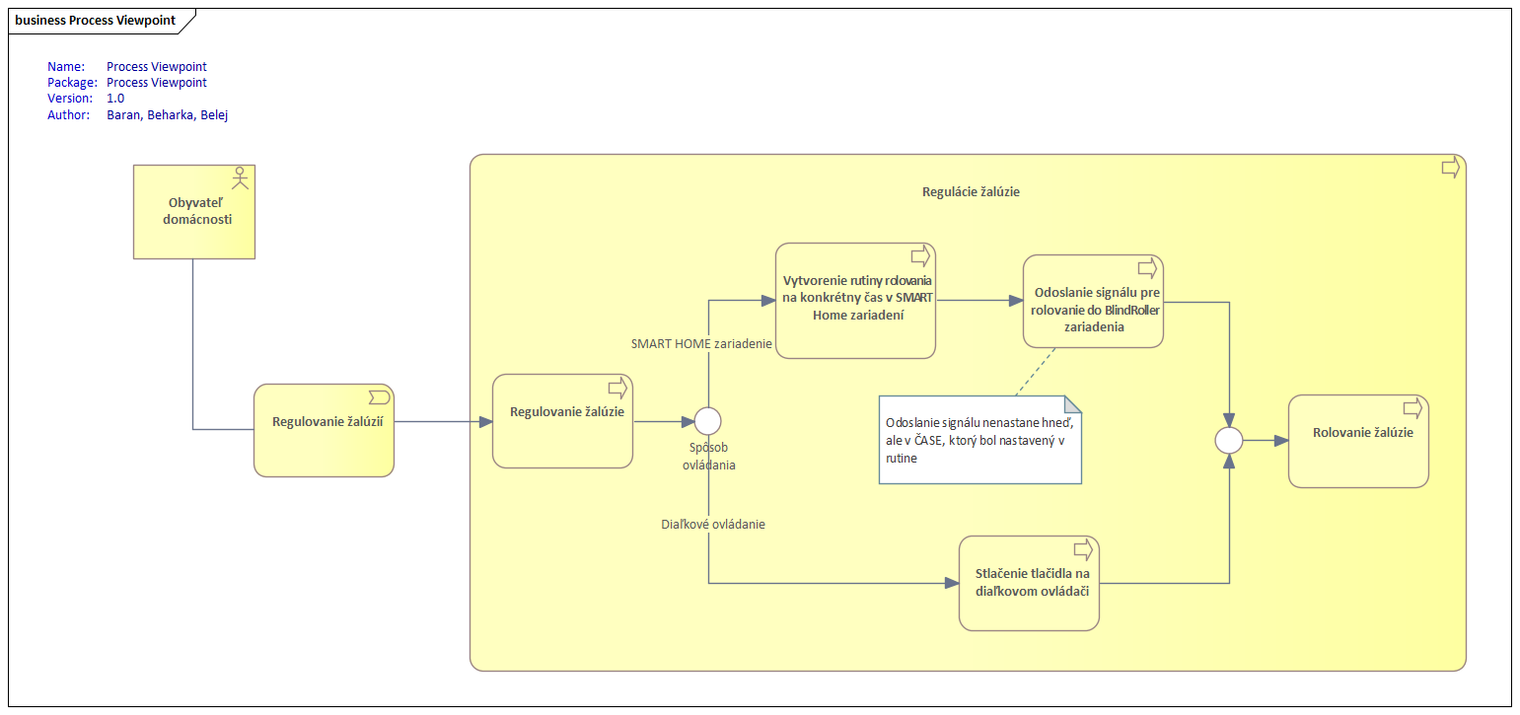 business Process Viewpoint
Name: Process Viewpoint
Package: Process Viewpoint
Version: 1.0
Author: Baran, Beharka, Belej
Obyvateľ
domácnosti
Regulovanie žalúzií
Regulácie žalúzie
Regulovanie žalúzie
Spôsob
ovládania
SMART HOME zariadenie
Vytvorenie rutiny rolovania
na konkrétny čas v SMART
Home zariadení
Odoslanie signálu pre
rolovanie do BlindRoller
zariadenia
Odoslanie signálu nenastane hneď,
ale v ČASE, ktorý bol nastavený v
rutine
Diaľkové ovládanie
Stlačenie tlačidla na
diaľkovom ovládači
Rolovanie žalúzie